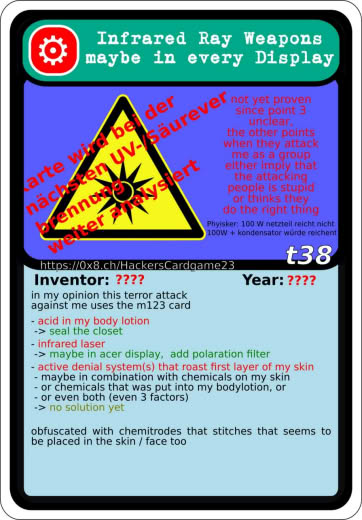 Infrared Ray Weapons
maybe in every Display
Karte wird bei der
nächsten UV-/Säurever
brennung
weiter analysiert
not yet proven
since point 3
unclear,
the other points
when they attack
me as a group
either imply that
the attacking
people is stupid
or thinks they
do the right thing
Phyisker: 100 W netzteil reicht nicht
100W + kondensator würde reichent
t38
https://0x8.ch/HackersCardgame23
Inventor: ???? Year: ????
in my opinion this terror attack
against me uses the m123 card
- acid in my body lotion
-> seal the closet
- infrared laser
-> maybe in acer display, add polaration filter
- active denial system(s) that roast first layer of my skin
- maybe in combination with chemicals on my skin
- or chemicals that was put into my bodylotion, or
- or even both (even 3 factors)
-> no solution yet
obfuscated with chemitrodes that stitches that seems to
be placed in the skin / face too